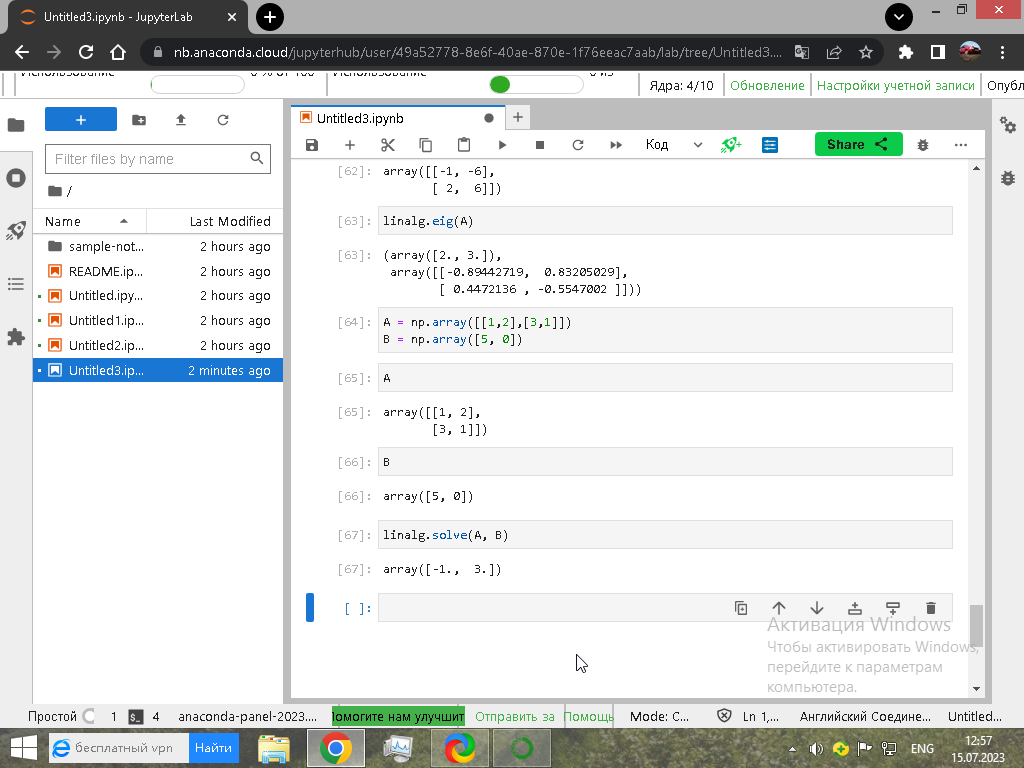 Untitled3.ipynb - JupyterLab
nb.anaconda.cloud/jupyterhub/user/49a52778-8e6f-40ae-870e-1f76eeac7aab/lab/tree/Untitled3....
Использование 0 % от 100 Использование 0 из
Ядра: 4/10 Обновление Настройки учетной записи Опубл
Filter files by name
/
Name Last Modified
sample-not... 2 hours ago
README.ip... 2 hours ago
Untitled.ipy... 2 hours ago
Untitled1.ip... 2 hours ago
Untitled2.ip... 2 hours ago
Untitled3.ip... 2 minutes ago
Untitled3.ipynb
Код
Share
[62]: array([[-1, -6],
[ 2, 6]])
[63]: linalg.eig(A)
[63]: (array([2., 3.]),
array([[-0.89442719, 0.83205029],
[ 0.4472136 , -0.5547002 ]]))
[64]: A = np.array([[1,2],[3,1]])
B = np.array([5, 0])
[65]: A
[65]: array([[1, 2],
[3, 1]])
[66]: B
[66]: array([5, 0])
[67]: linalg.solve(A, B)
[67]: array([-1., 3.])
[ ]:
Активация Windows
Чтобы активировать Windows,
перейдите к параметрам
компьютера.
Простой 1 4 anaconda-panel-2023.... Помогите нам улучшит Отправить за Помощь Mode: C... Ln 1,... Английский Соедине... Untitled...
бесплатный vpn Найти
ENG
12:57
15.07.2023